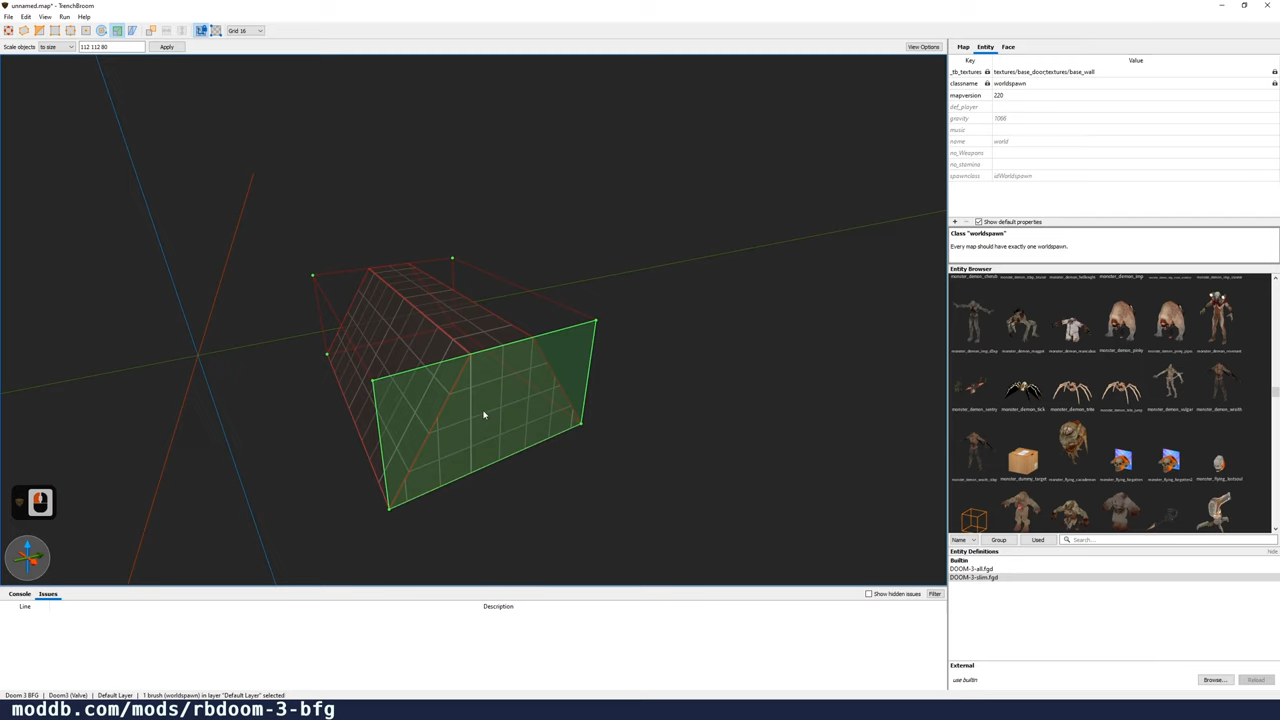 unnamed.map* - TrenchBroom
File Edit View Run Help
Grid 16
Scale objects to size 112 112 80 Apply View Options
Map Entity Face
Key Value
_tb_textures textures/base_door;textures/base_wall
classname worldspawn
mapversion 220
def_player
gravity 1066
music
name world
no_Weapons
no_stamina
spawnclass idWorldspawn
+ - Show default properties
Class "worldspawn"
Every map should have exactly one worldspawn.
Entity Browser
Name Group Used Search...
Entity Definitions Hide
Builtin
DOOM-3-all.fgd
DOOM-3-slim.fgd
Console Issues Show hidden issues Filter
Line Description
External
use builtin Browse... Reload
Doom 3 BFG Doom3 (Valve) Default Layer 1 brush (worldspawn) in layer "Default Layer" selected
moddb.com/mods/rbdoom-3-bfg